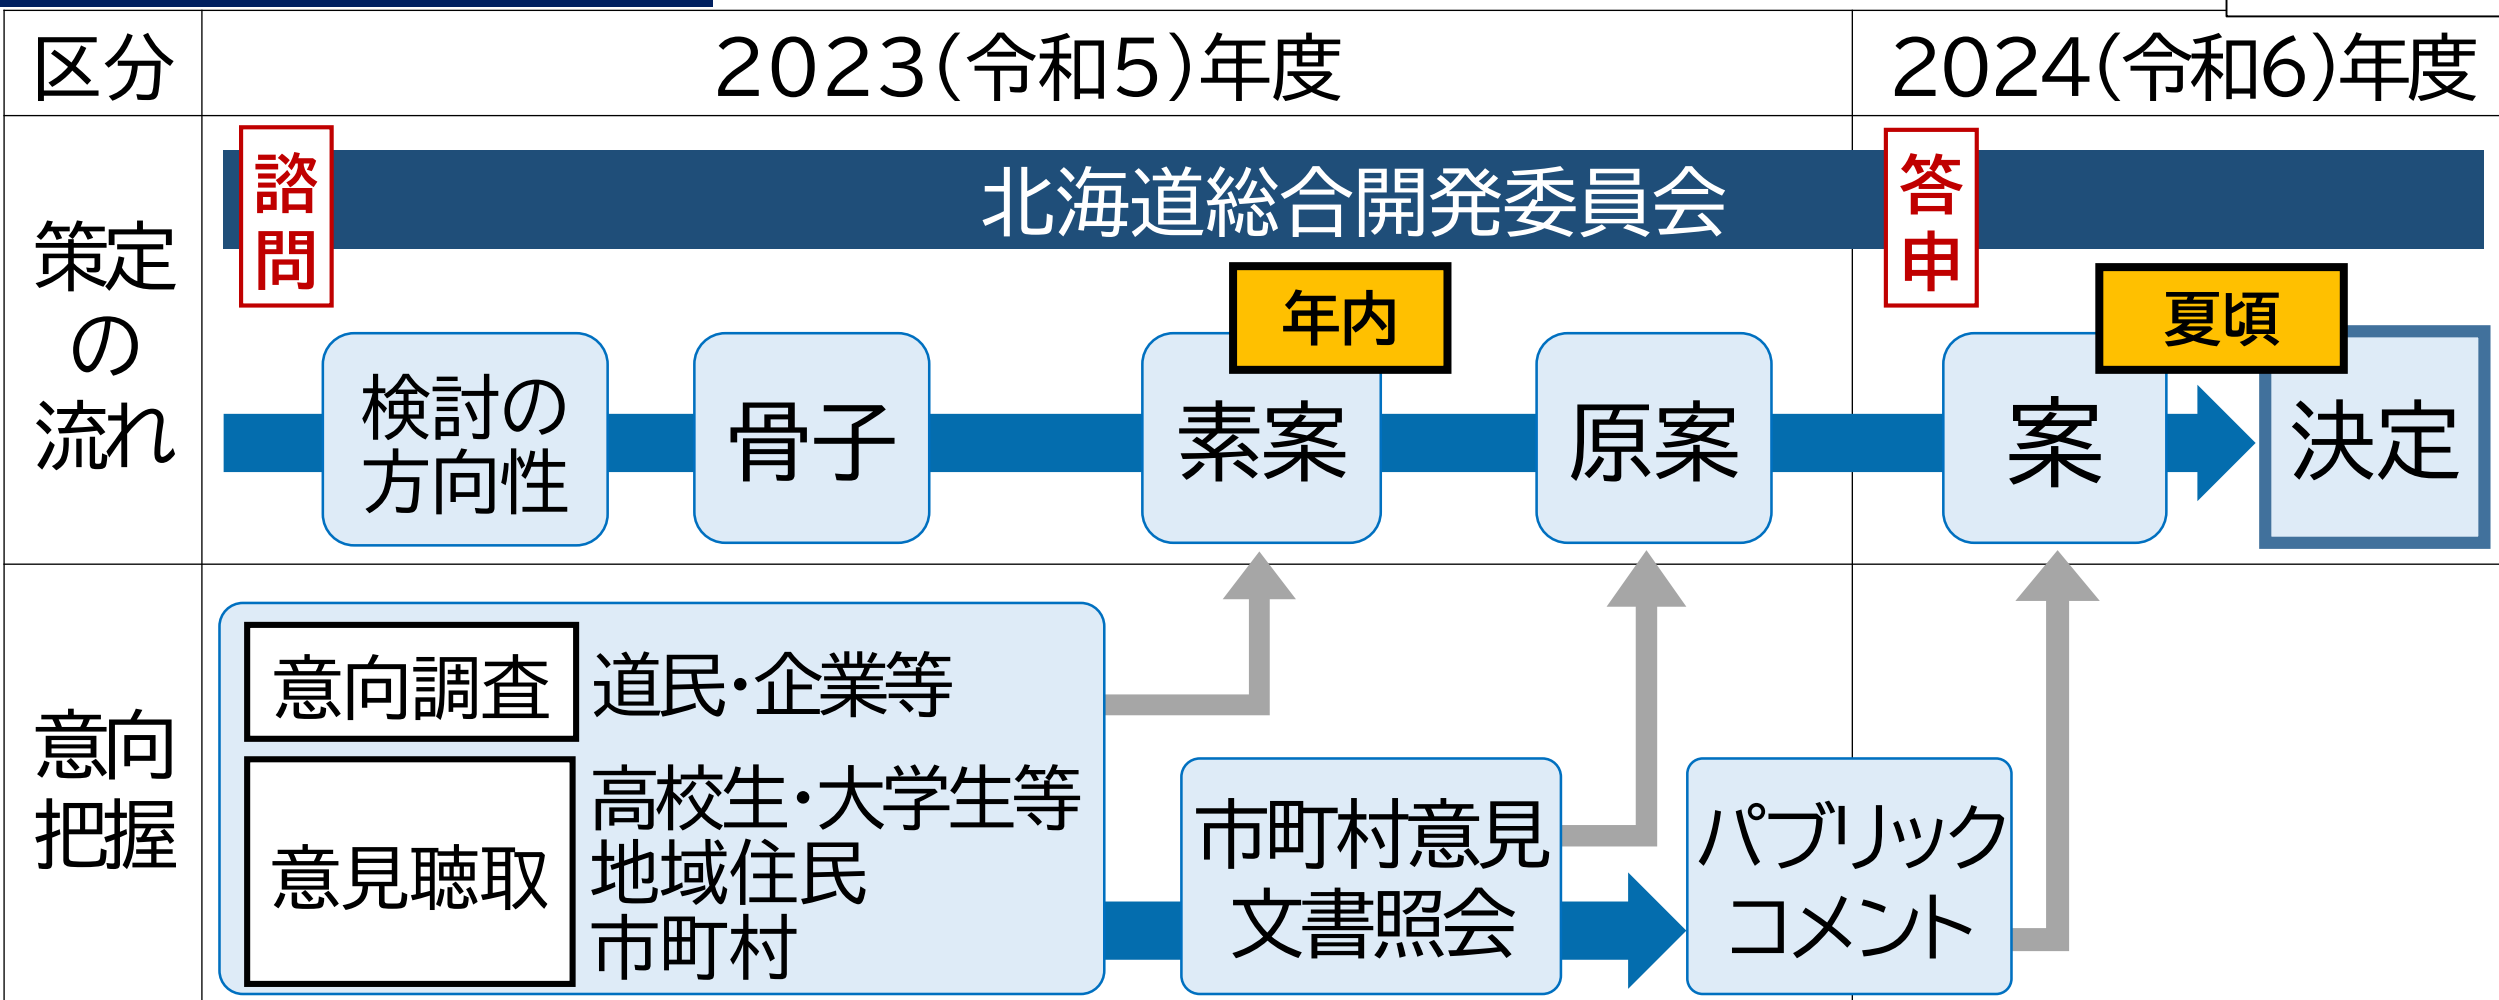 区分
2023(令和5)年度
2024(令和6)年度
策定
の
流れ
諮
問
北海道総合開発委員会
答
申
年内
夏頃
検討の
方向性
骨子
素案
原案
案
決定
意向
把握
意向調査
道民・企業等
意見聴取
高校生・大学生等
地域住民
市町村
市町村意見
文書照会
パブリック
コメント